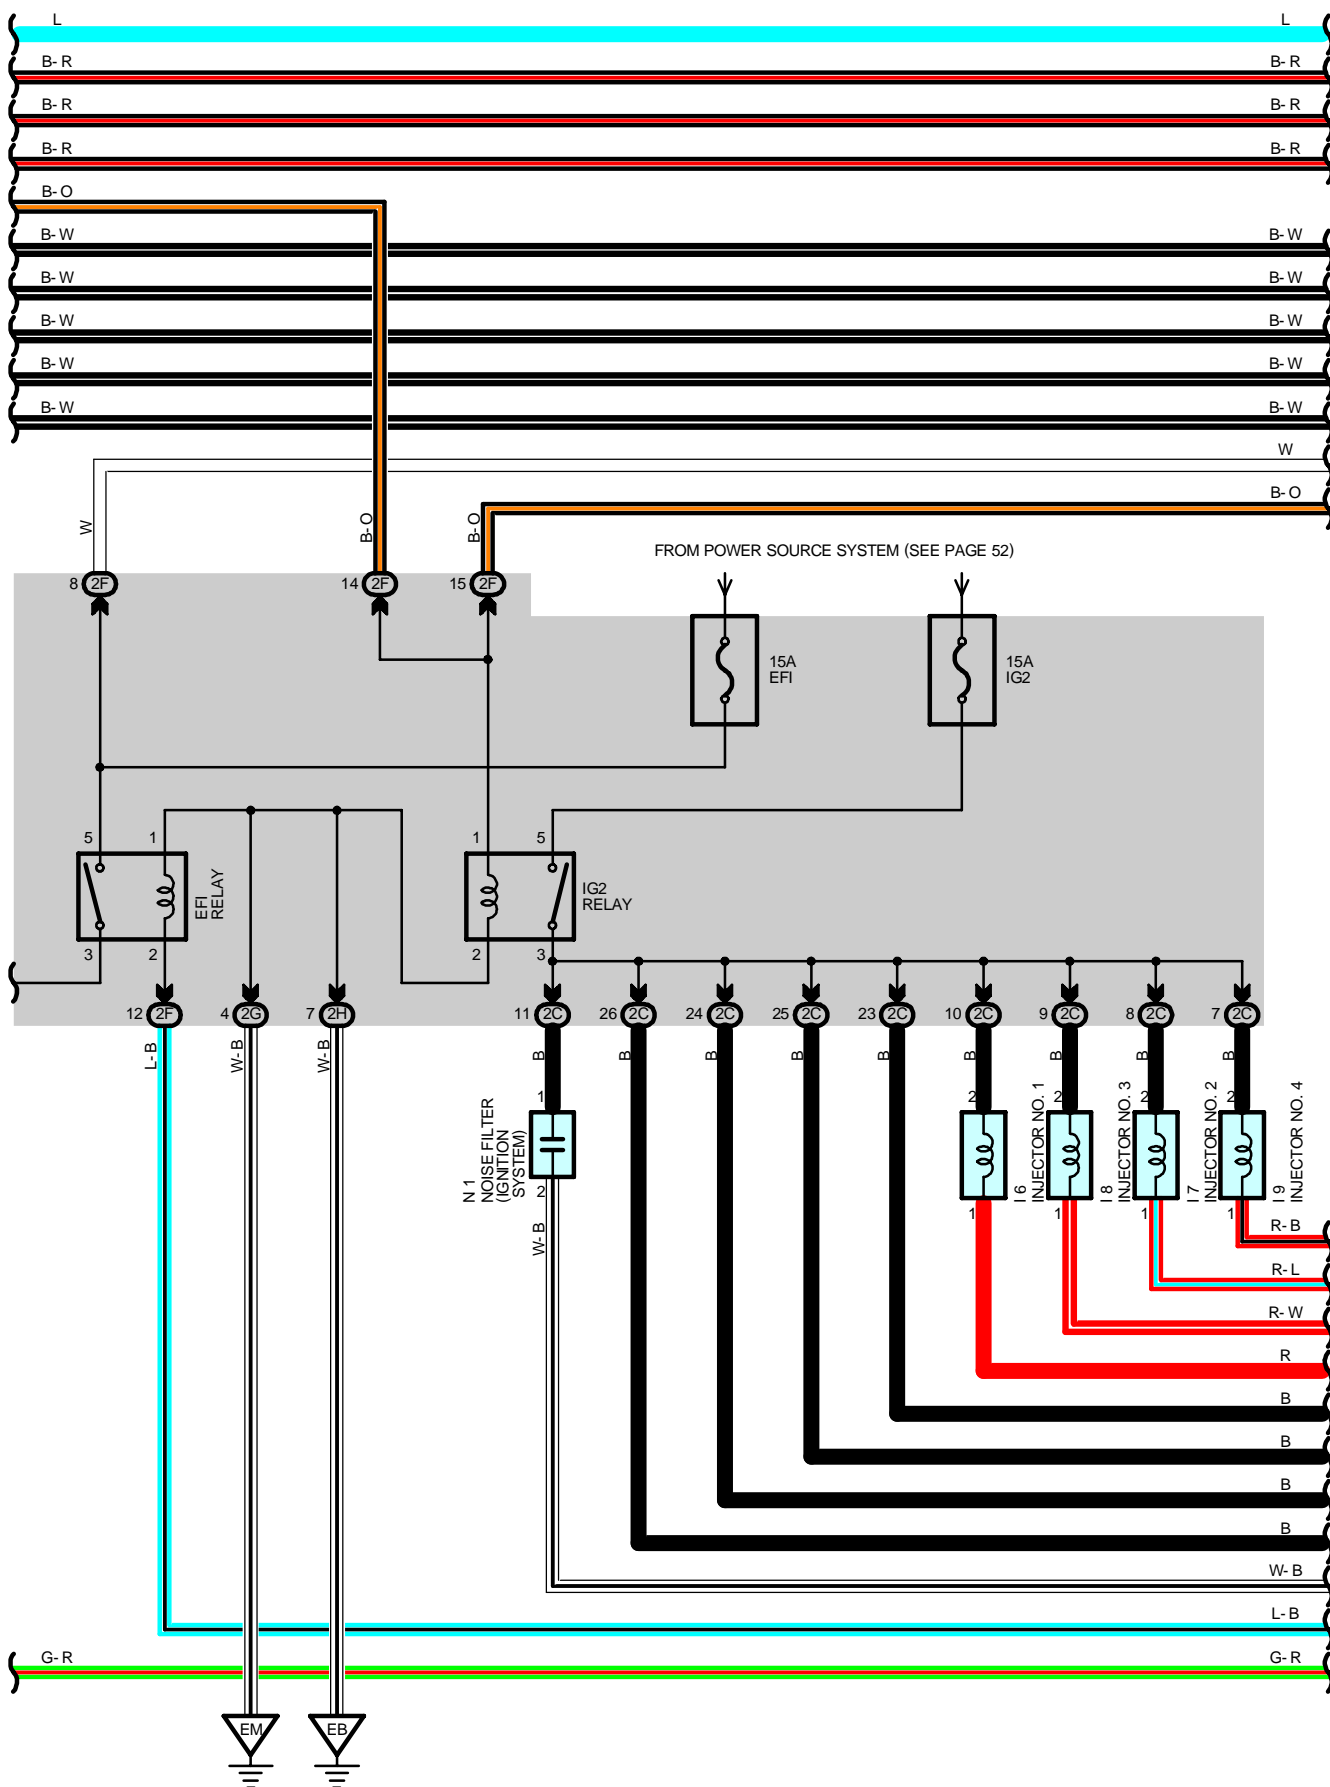 L L
B- R B- R
B- R B- R
B- R B- R
B- O
B- W B- W
B- W B- W
B- W B- W
B- W B- W
B- W B- W
W
B- O
W B- O B- O
FROM POWER SOURCE SYSTEM (SEE PAGE 52)
8 2F 14 2F 15 2F
15A
EFI
15A
IG2
5 1 1 5
EFI
RELAY
IG2
RELAY
3 2 2 3
12 2F 4 2G 7 2H 11 2C 26 2C 24 2C 25 2C 23 2C 10 2C 9 2C 8 2C 7 2C
L- B W- B W- B B B B B B B B B B
1 2 2 2 2
N 1
NOISE FILTER
(IGNITION
SYSTEM)
I 6
INJECTOR NO. 1
I 8
INJECTOR NO. 3
I 7
INJECTOR NO. 2
I 9
INJECTOR NO. 4
2 1 1 1 1
W- B
R- B
R- L
R- W
R
B
B
B
B
W- B
L- B
G- R G- R
EM EB